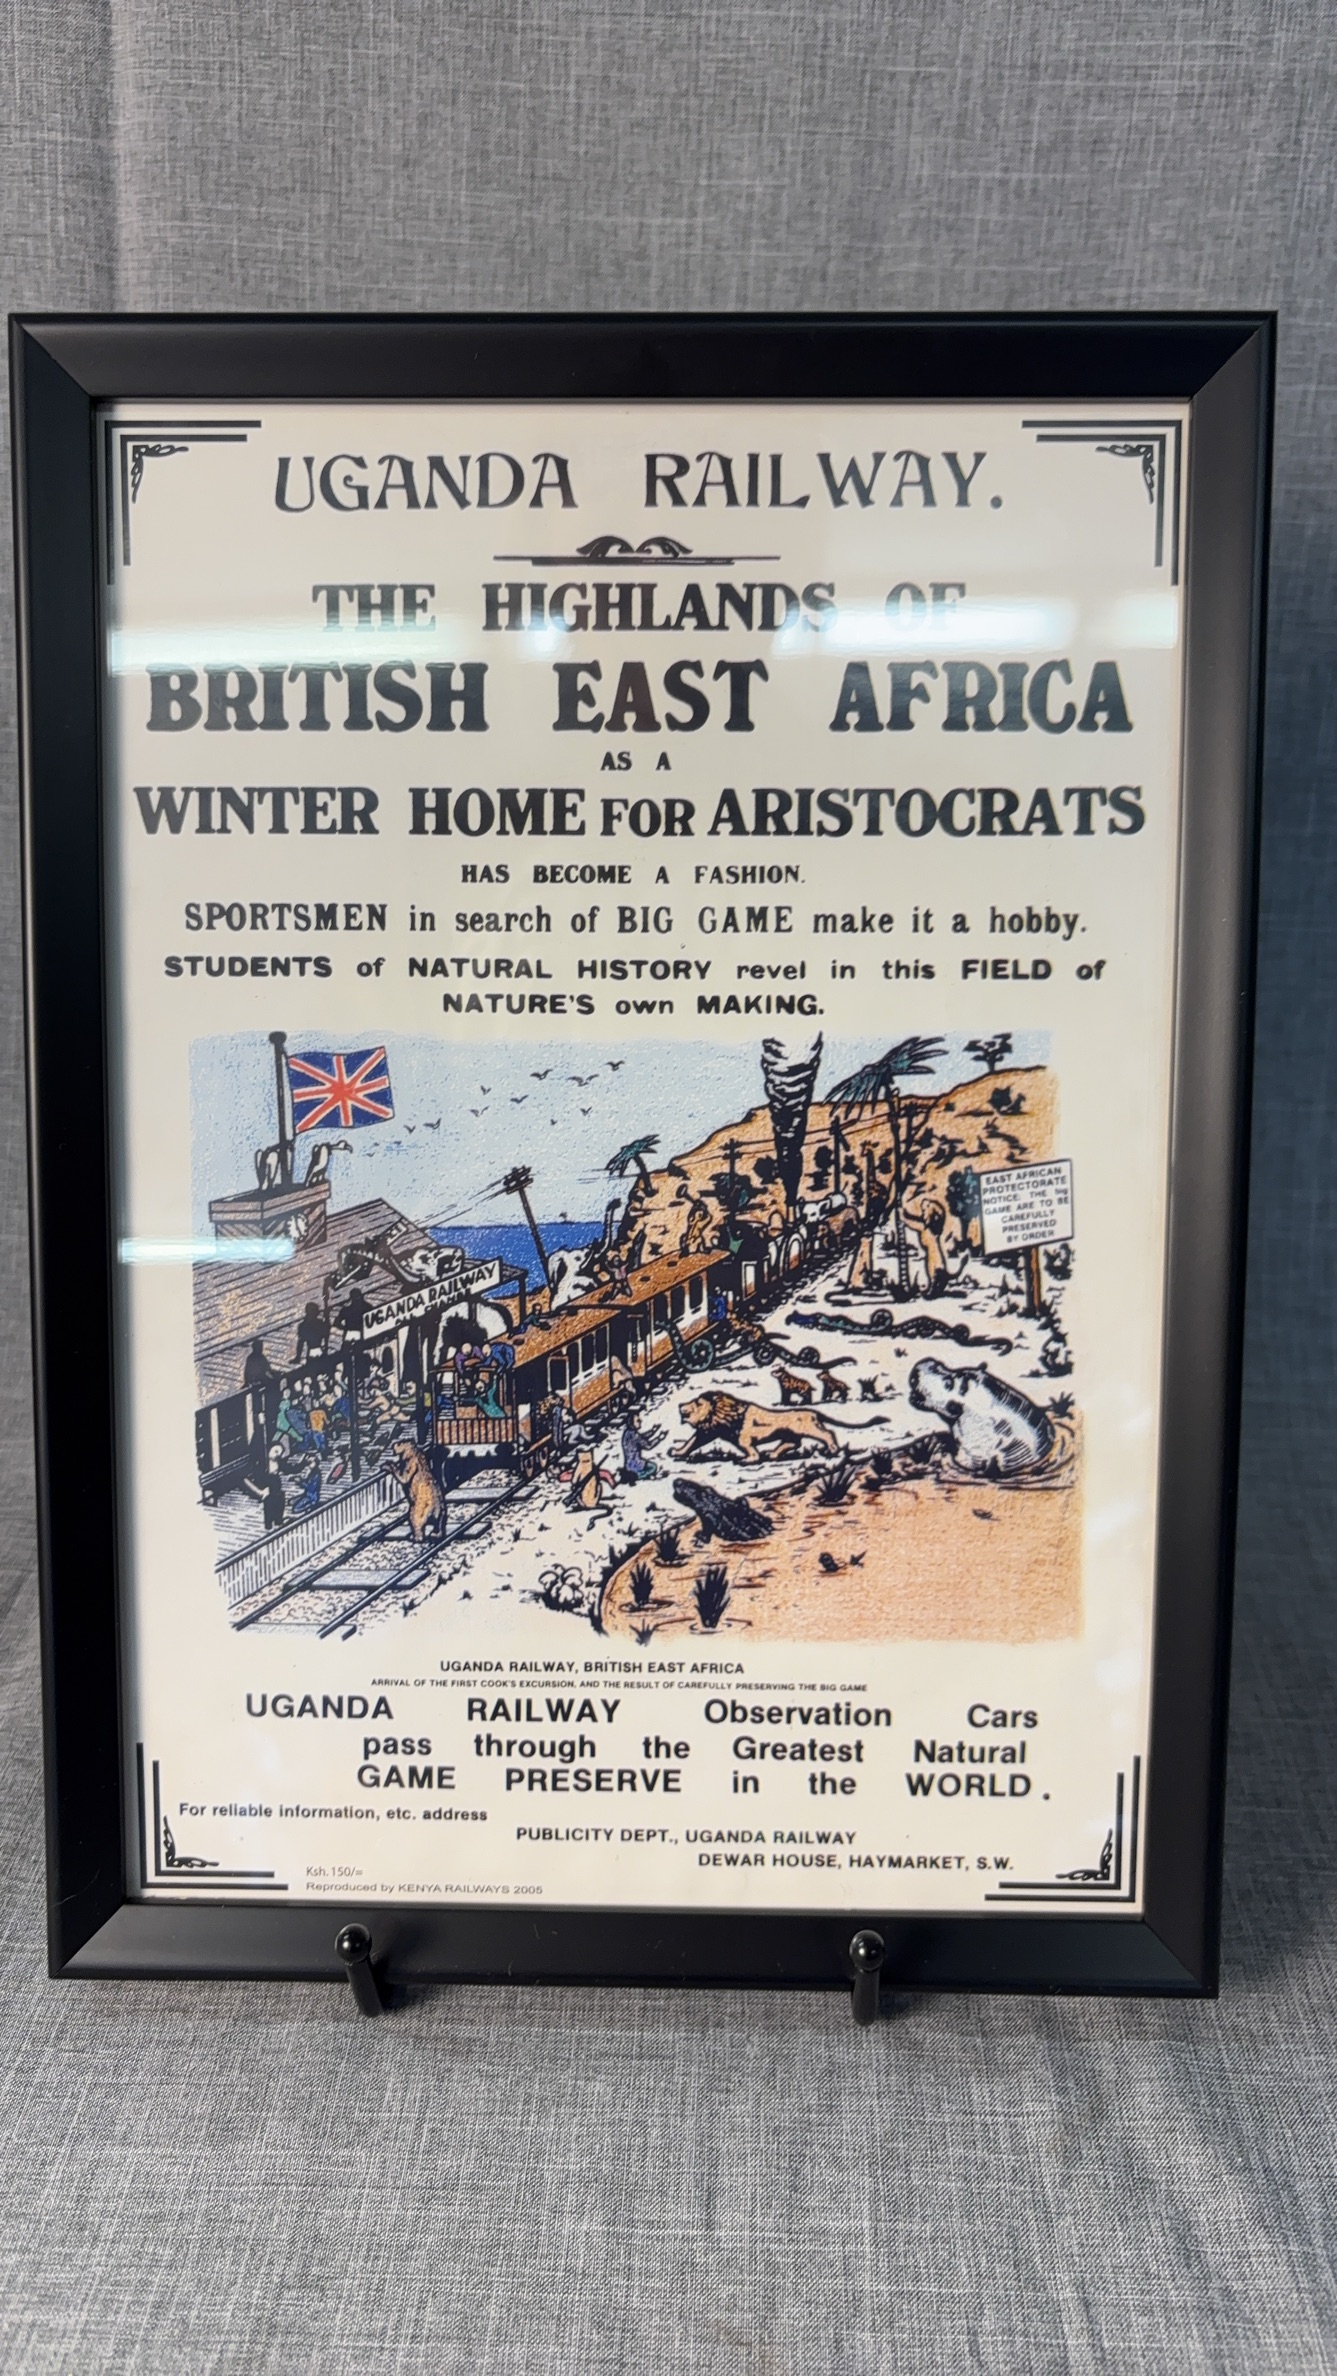 UGANDA RAILWAY.
THE HIGHLANDS OF
BRITISH EAST AFRICA
AS A
WINTER HOME FOR ARISTOCRATS
HAS BECOME A FASHION.
SPORTSMEN in search of BIG GAME make it a hobby.
STUDENTS of NATURAL HISTORY revel in this FIELD of
NATURE'S own MAKING.
EAST AFRICAN
PROTECTORATE
NOTICE: THE big
GAME ARE TO BE
CAREFULLY
PRESERVED
BY ORDER
UGANDA RAILWAY
UGANDA RAILWAY, BRITISH EAST AFRICA
ARRIVAL OF THE FIRST COOK'S EXCURSION, AND THE RESULT OF CAREFULLY PRESERVING THE BIG GAME
UGANDA RAILWAY Observation Cars
pass through the Greatest Natural
GAME PRESERVE in the WORLD.
For reliable information, etc. address
PUBLICITY DEPT., UGANDA RAILWAY
DEWAR HOUSE, HAYMARKET, S.W.
Ksh.150/=
Reproduced by KENYA RAILWAYS 2005